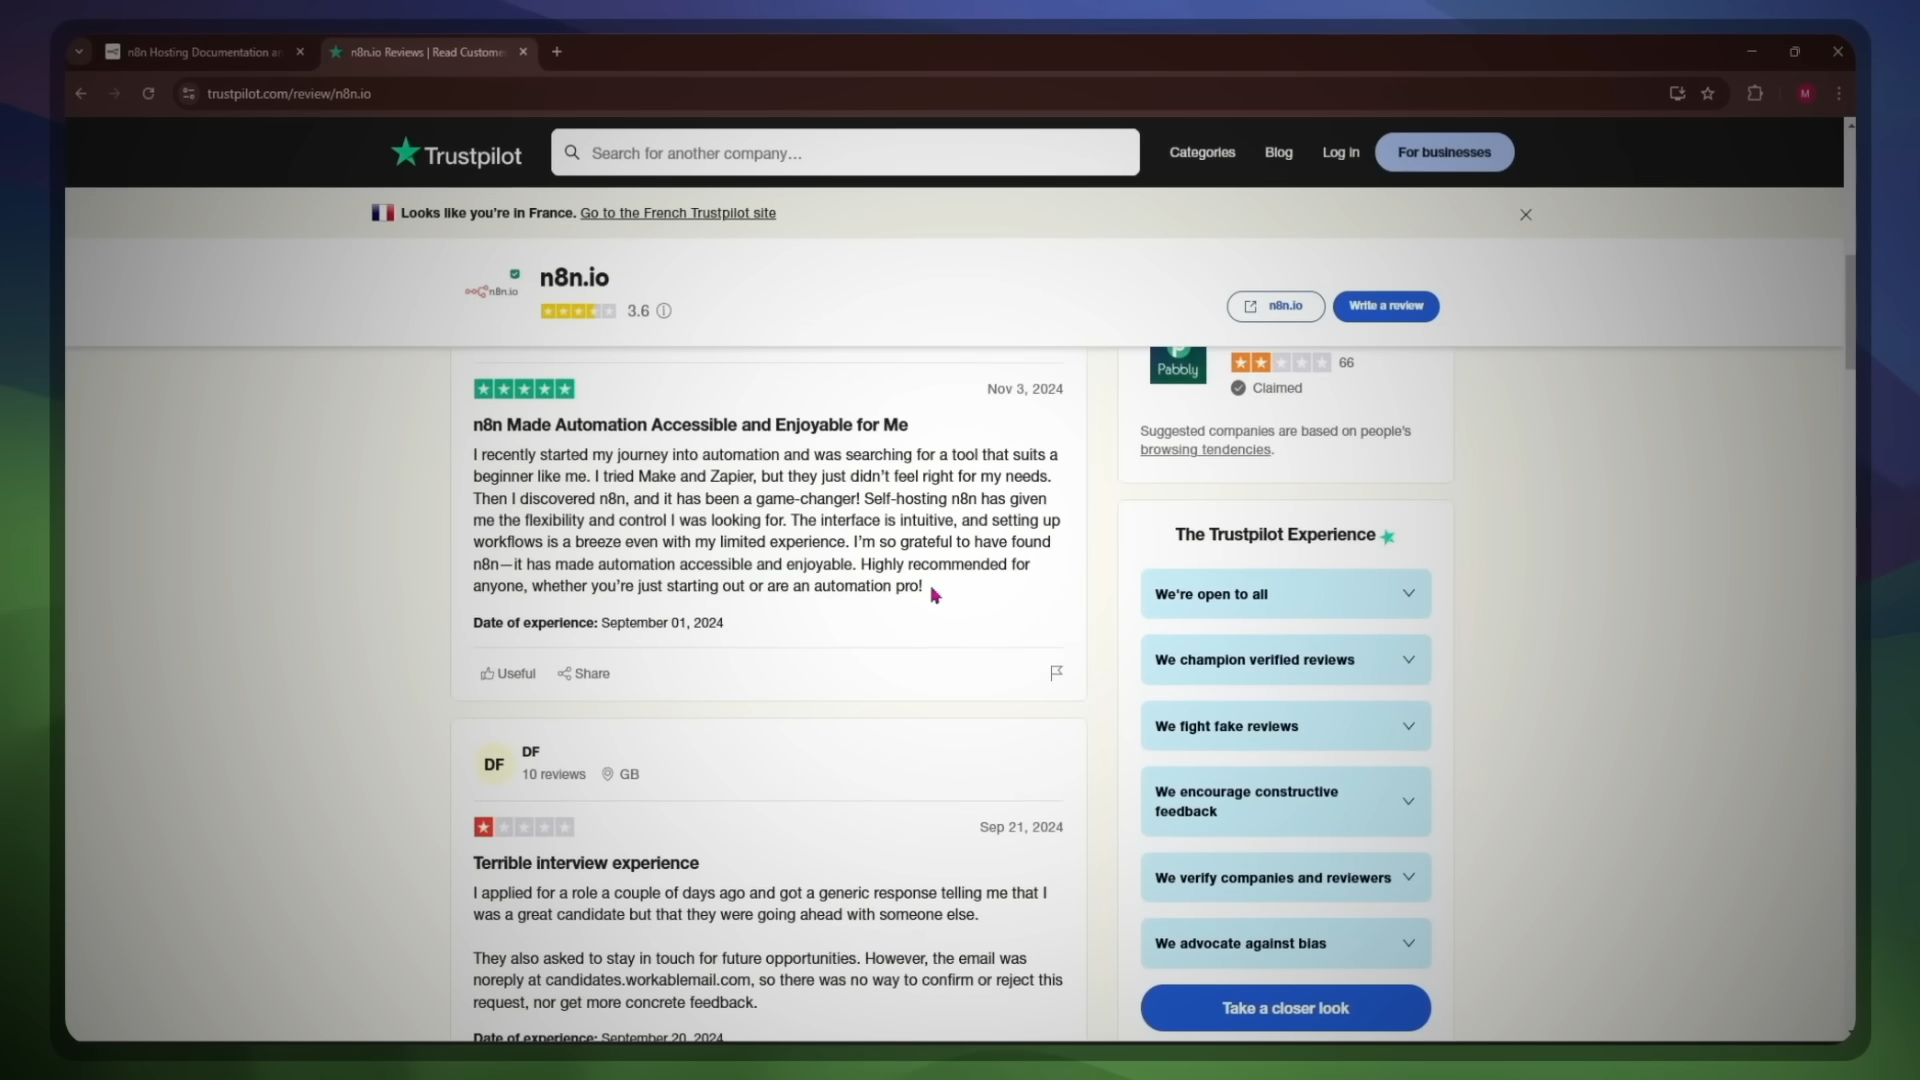 n8n Hosting Documentation a
n8n.io Reviews | Read Custome
trustpilot.com/review/n8n.io
M
Trustpilot
Search for another company...
Categories
Blog
Log in
For businesses
Looks like you're in France. Go to the French Trustpilot site
n8n.io
n8n.io
3.6
n8n.io
Write a review
Nov 3, 2024
n8n Made Automation Accessible and Enjoyable for Me
I recently started my journey into automation and was searching for a tool that suits a
beginner like me. I tried Make and Zapier, but they just didn't feel right for my needs.
Then I discovered n8n, and it has been a game-changer! Self-hosting n8n has given
me the flexibility and control I was looking for. The interface is intuitive, and setting up
workflows is a breeze even with my limited experience. I'm so grateful to have found
n8n—it has made automation accessible and enjoyable. Highly recommended for
anyone, whether you're just starting out or are an automation pro!
Date of experience: September 01, 2024
Useful
Share
DF
DF
10 reviews
GB
Sep 21, 2024
Terrible interview experience
I applied for a role a couple of days ago and got a generic response telling me that I
was a great candidate but that they were going ahead with someone else.
They also asked to stay in touch for future opportunities. However, the email was
noreply at candidates.workablemail.com, so there was no way to confirm or reject this
request, nor get more concrete feedback.
Date of experience: September 20, 2024
Pabbly
66
Claimed
Suggested companies are based on people's
browsing tendencies.
The Trustpilot Experience
We're open to all
We champion verified reviews
We fight fake reviews
We encourage constructive
feedback
We verify companies and reviewers
We advocate against bias
Take a closer look